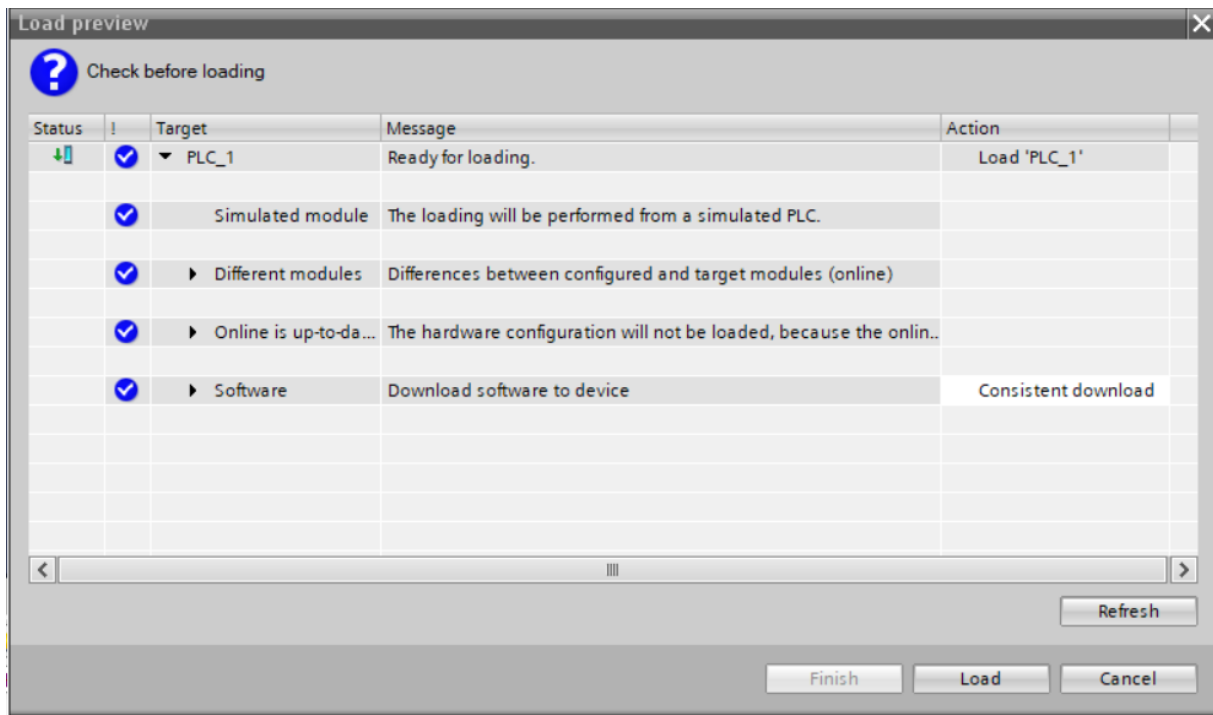 Load preview
Check before loading
Status ! Target Message Action
PLC_1 Ready for loading. Load 'PLC_1'
Simulated module The loading will be performed from a simulated PLC.
Different modules Differences between configured and target modules (online)
Online is up-to-da... The hardware configuration will not be loaded, because the onlin..
Software Download software to device Consistent download
Refresh
Finish Load Cancel